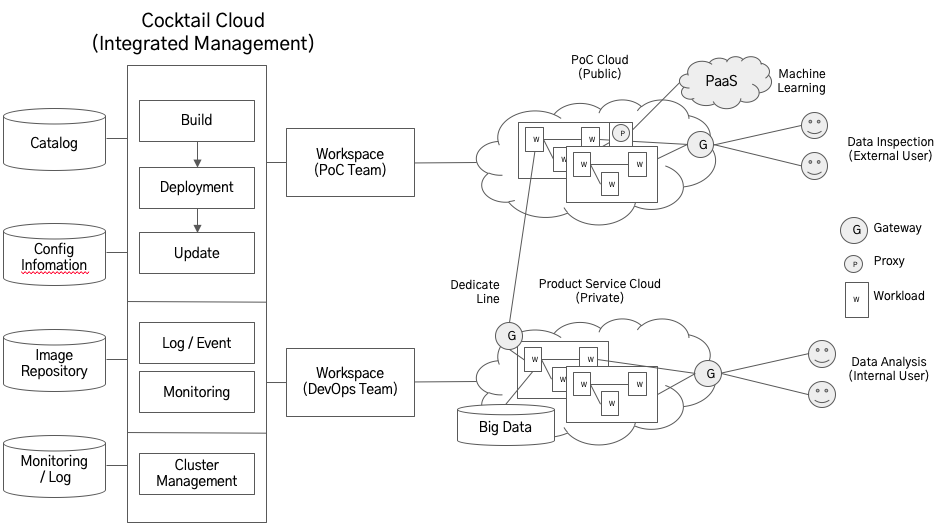 Cocktail Cloud
(Integrated Management)
Catalog
Config
Infomation
Image
Repository
Monitoring
/ Log
Build
Deployment
Update
Log / Event
Monitoring
Cluster
Management
Workspace
(PoC Team)
Workspace
(DevOps Team)
PoC Cloud
(Public)
PaaS
Machine
Learning
W
W
P
W
W
W
W
G
Data Inspection
(External User)
G
Gateway
P
Proxy
W
Workload
Dedicate
Line
Product Service Cloud
(Private)
G
W
W
W
W
W
W
G
Big Data
Data Analysis
(Internal User)